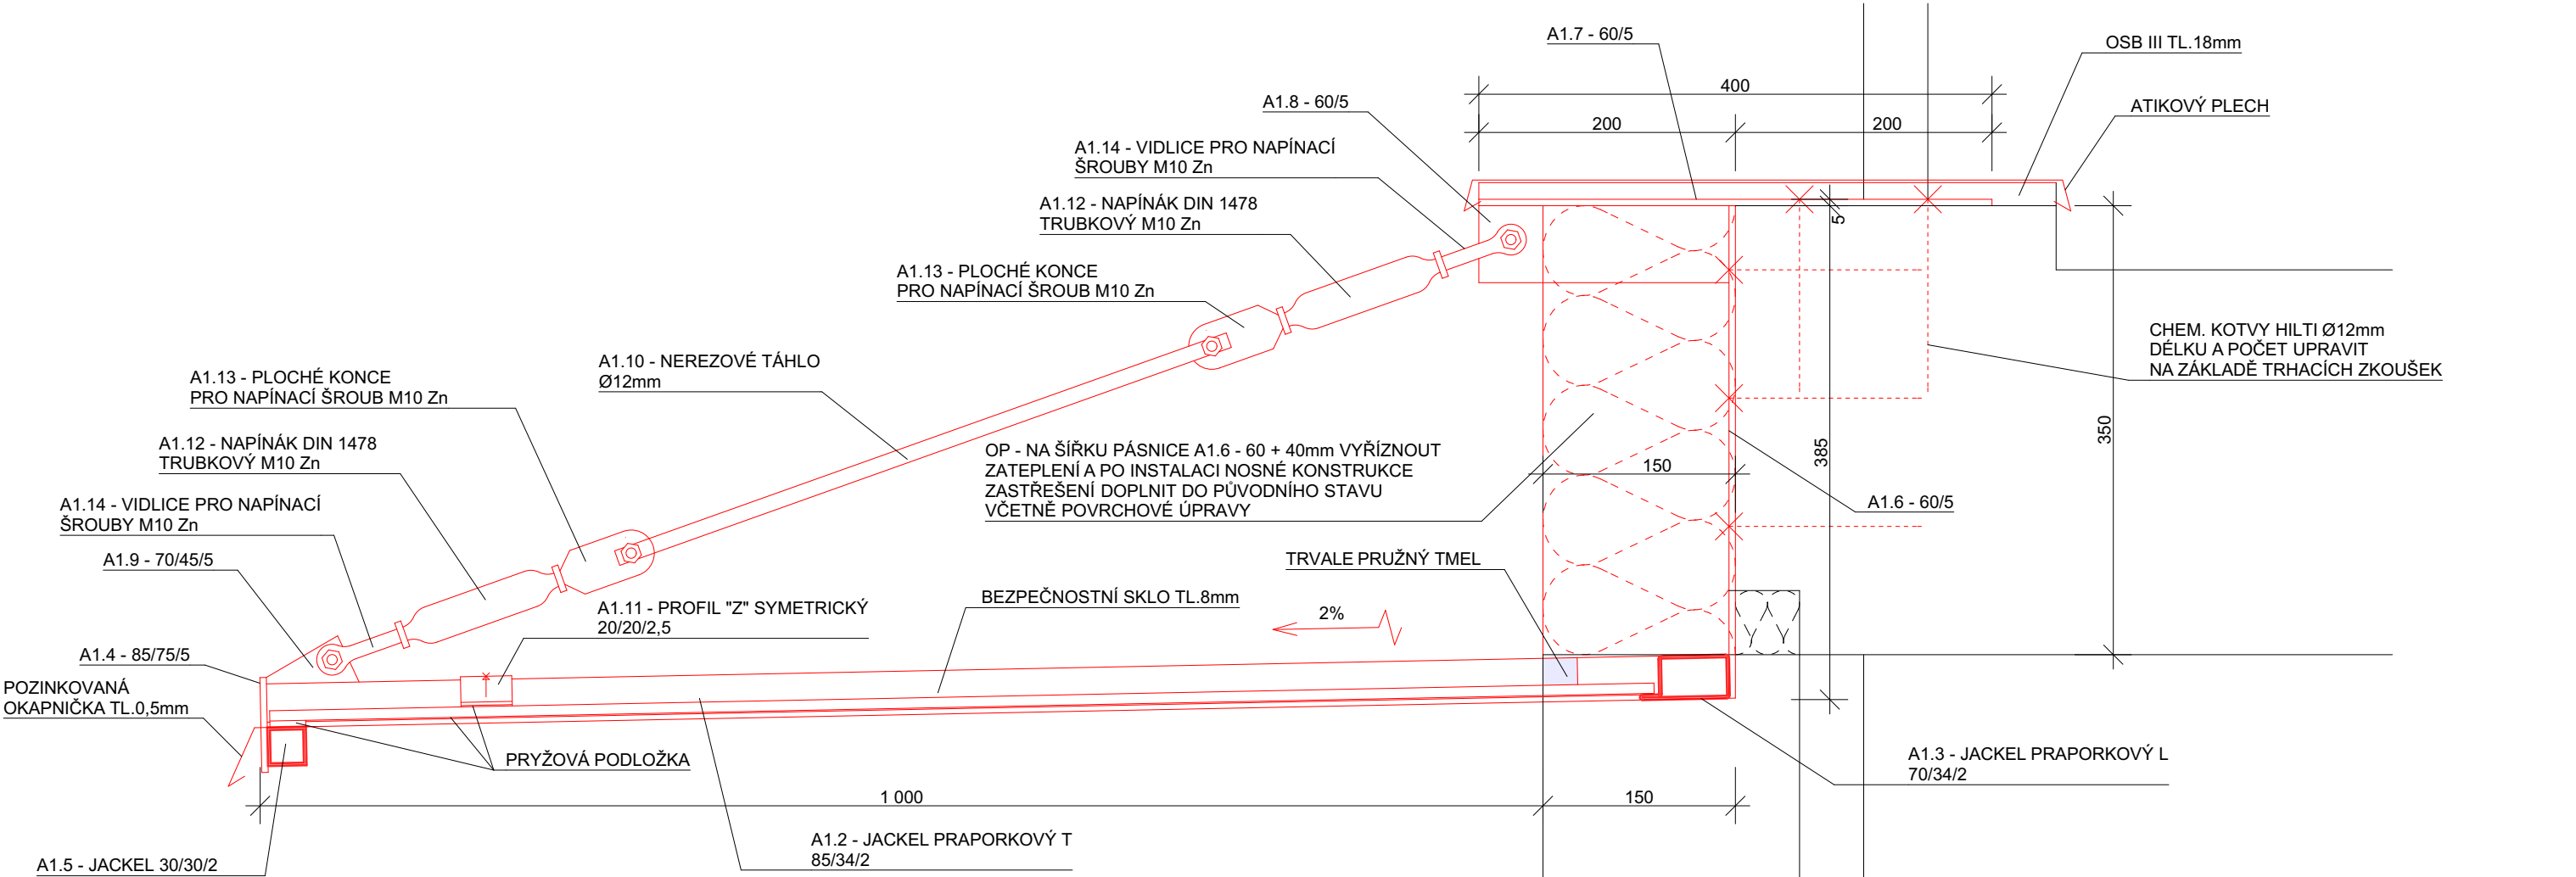 A1.7 - 60/5
OSB III TL.18mm
400
A1.8 - 60/5
ATIKOVÝ PLECH
200
200
A1.14 - VIDLICE PRO NAPÍNACÍ
ŠROUBY M10 Zn
A1.12 - NAPÍNÁK DIN 1478
TRUBKOVÝ M10 Zn
5
A1.13 - PLOCHÉ KONCE
PRO NAPÍNACÍ ŠROUB M10 Zn
CHEM. KOTVY HILTI Ø12mm
DÉLKU A POČET UPRAVIT
NA ZÁKLADĚ TRHACÍCH ZKOUŠEK
A1.10 - NEREZOVÉ TÁHLO
Ø12mm
A1.13 - PLOCHÉ KONCE
PRO NAPÍNACÍ ŠROUB M10 Zn
350
A1.12 - NAPÍNÁK DIN 1478
TRUBKOVÝ M10 Zn
OP - NA ŠÍŘKU PÁSNICE A1.6 - 60 + 40mm VYŘÍZNOUT
ZATEPLENÍ A PO INSTALACI NOSNÉ KONSTRUKCE
ZASTŘEŠENÍ DOPLNIT DO PŮVODNÍHO STAVU
VČETNĚ POVRCHOVÉ ÚPRAVY
150
385
A1.14 - VIDLICE PRO NAPÍNACÍ
ŠROUBY M10 Zn
A1.6 - 60/5
A1.9 - 70/45/5
TRVALE PRUŽNÝ TMEL
A1.11 - PROFIL "Z" SYMETRICKÝ
20/20/2,5
BEZPEČNOSTNÍ SKLO TL.8mm
2%
A1.4 - 85/75/5
POZINKOVANÁ
OKAPNIČKA TL.0,5mm
PRYŽOVÁ PODLOŽKA
A1.3 - JACKEL PRAPORKOVÝ L
70/34/2
1 000
150
A1.2 - JACKEL PRAPORKOVÝ T
85/34/2
A1.5 - JACKEL 30/30/2